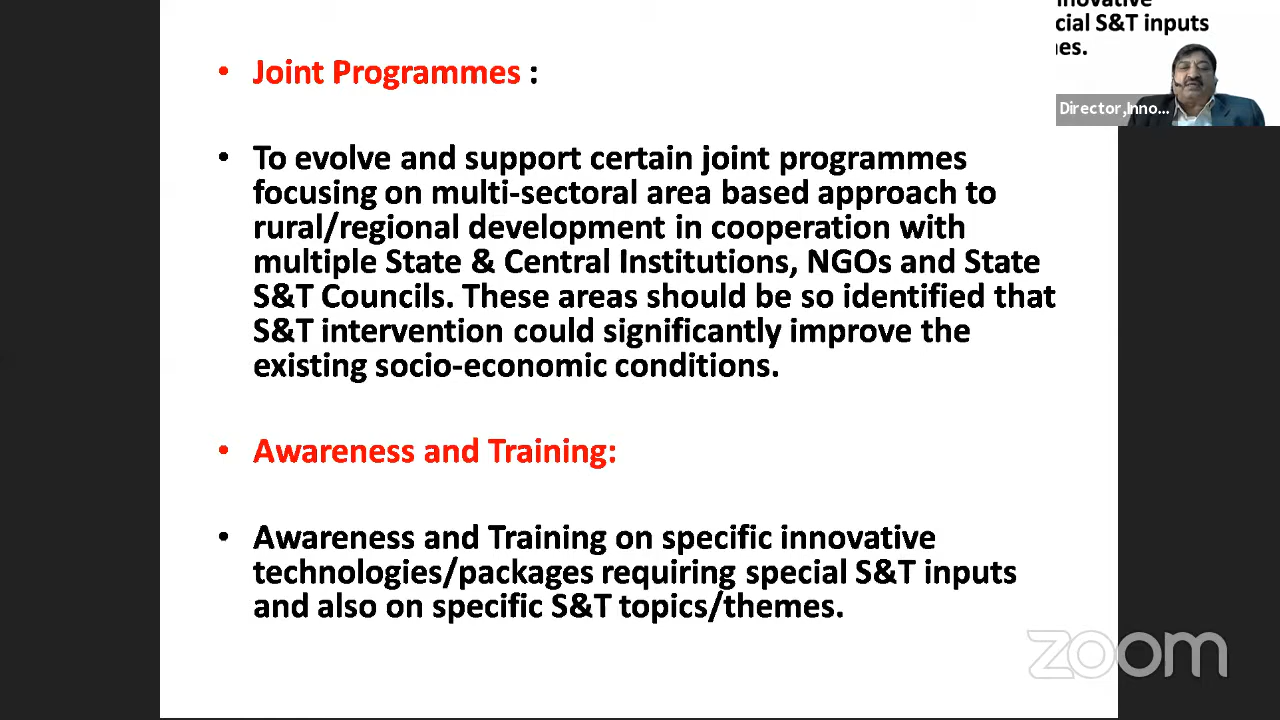 • Joint Programmes :
• To evolve and support certain joint programmes
focusing on multi-sectoral area based approach to
rural/regional development in cooperation with
multiple State & Central Institutions, NGOs and State
S&T Councils. These areas should be so identified that
S&T intervention could significantly improve the
existing socio-economic conditions.
• Awareness and Training:
• Awareness and Training on specific innovative
technologies/packages requiring special S&T inputs
and also on specific S&T topics/themes.
cial S&T inputs
Director,Inno...
zoom